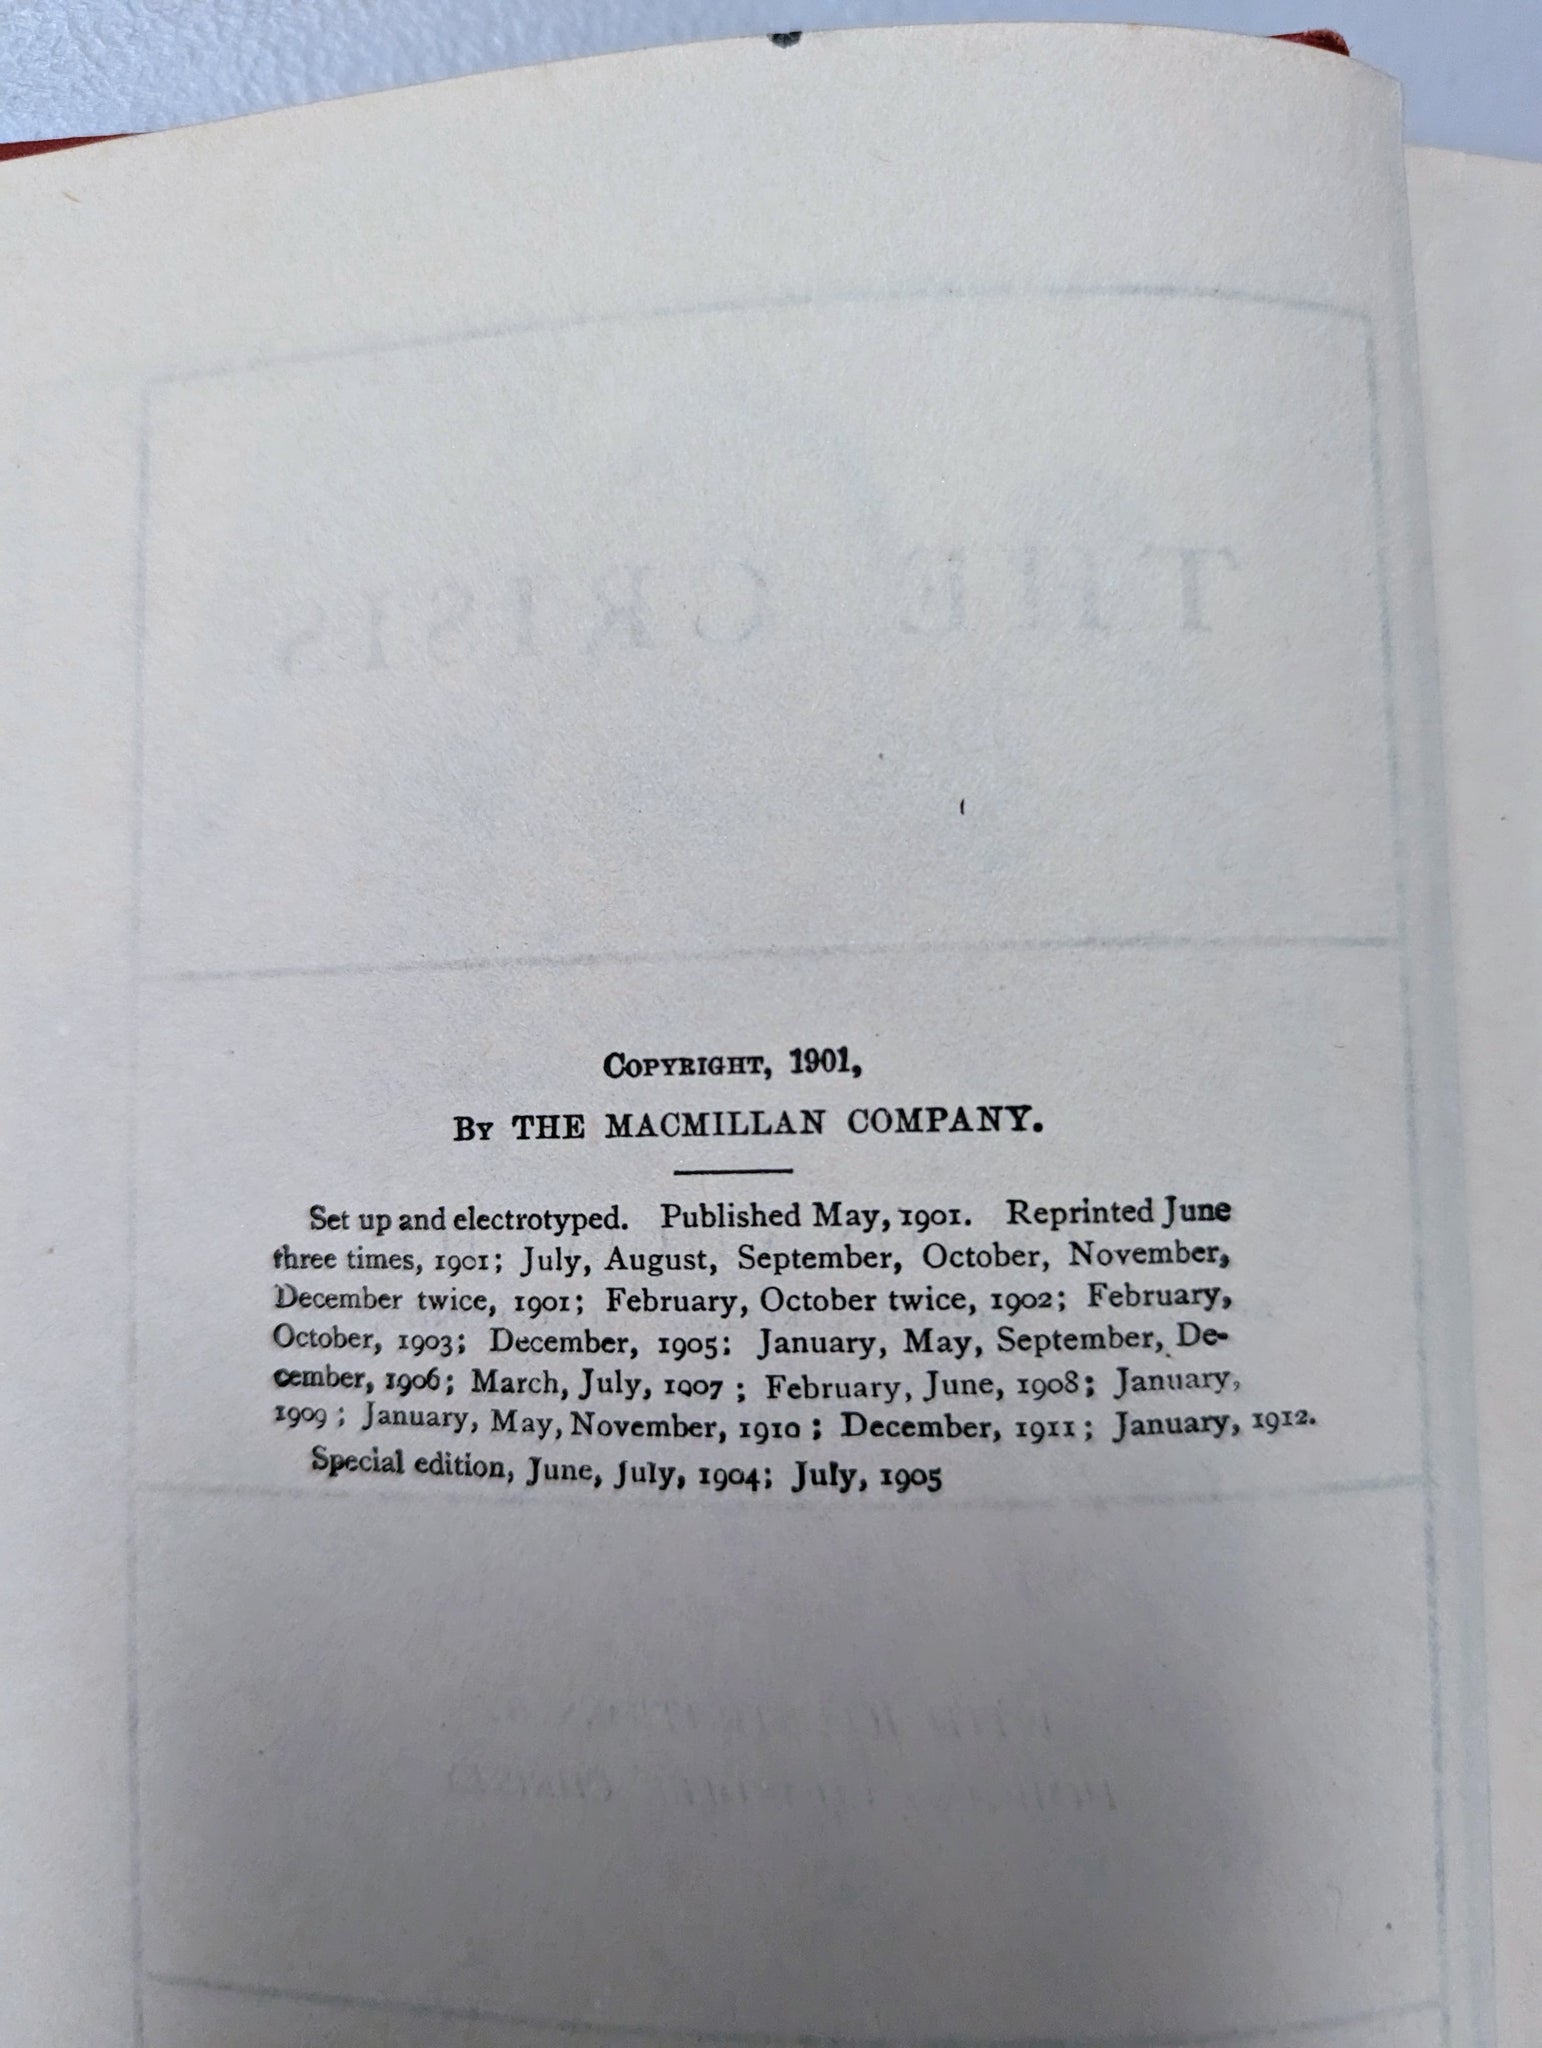 COPYRIGHT, 1901,
BY THE MACMILLAN COMPANY.
Set up and electrotyped. Published May, 1901. Reprinted June
three times, 1901; July, August, September, October, November,
December twice, 1901; February, October twice, 1902; February,
October, 1903; December, 1905; January, May, September, De-
cember, 1906; March, July, 1907; February, June, 1908; January,
1909; January, May, November, 1910; December, 1911; January, 1912.
Special edition, June, July, 1904; July, 1905
THE CRISIS